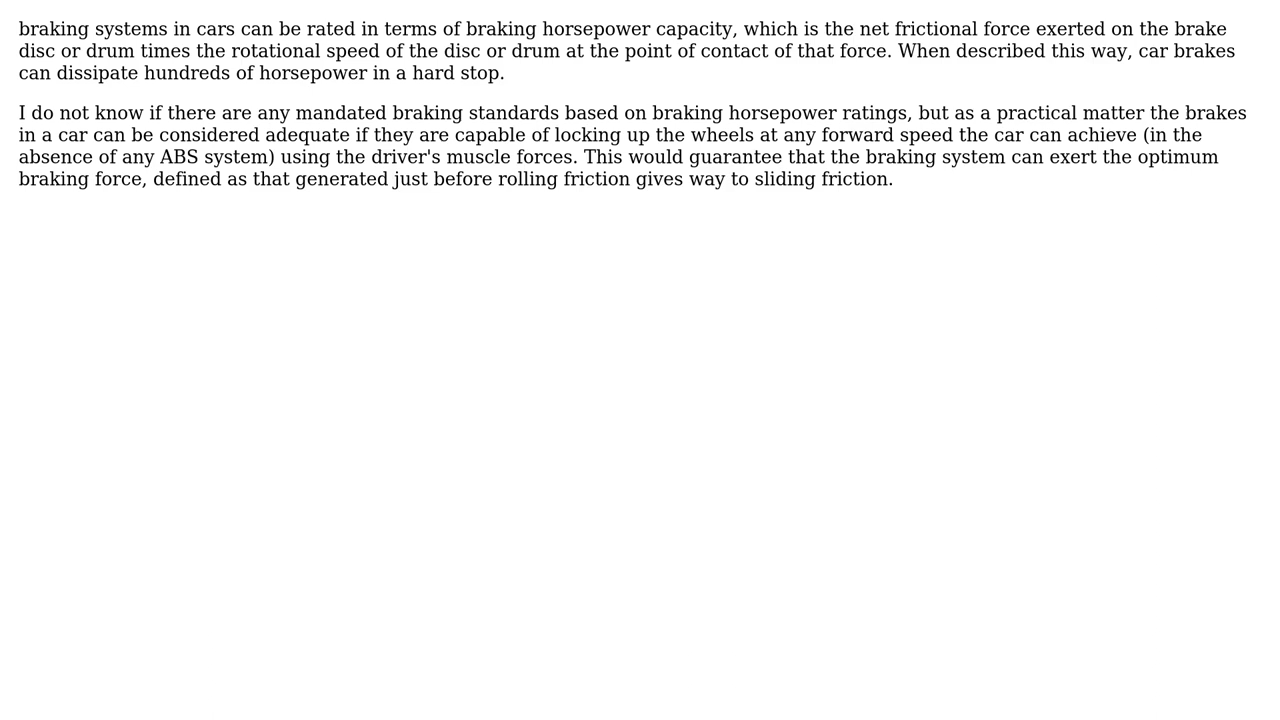 braking systems in cars can be rated in terms of braking horsepower capacity, which is the net frictional force exerted on the brake
disc or drum times the rotational speed of the disc or drum at the point of contact of that force. When described this way, car brakes
can dissipate hundreds of horsepower in a hard stop.
I do not know if there are any mandated braking standards based on braking horsepower ratings, but as a practical matter the brakes
in a car can be considered adequate if they are capable of locking up the wheels at any forward speed the car can achieve (in the
absence of any ABS system) using the driver's muscle forces. This would guarantee that the braking system can exert the optimum
braking force, defined as that generated just before rolling friction gives way to sliding friction.